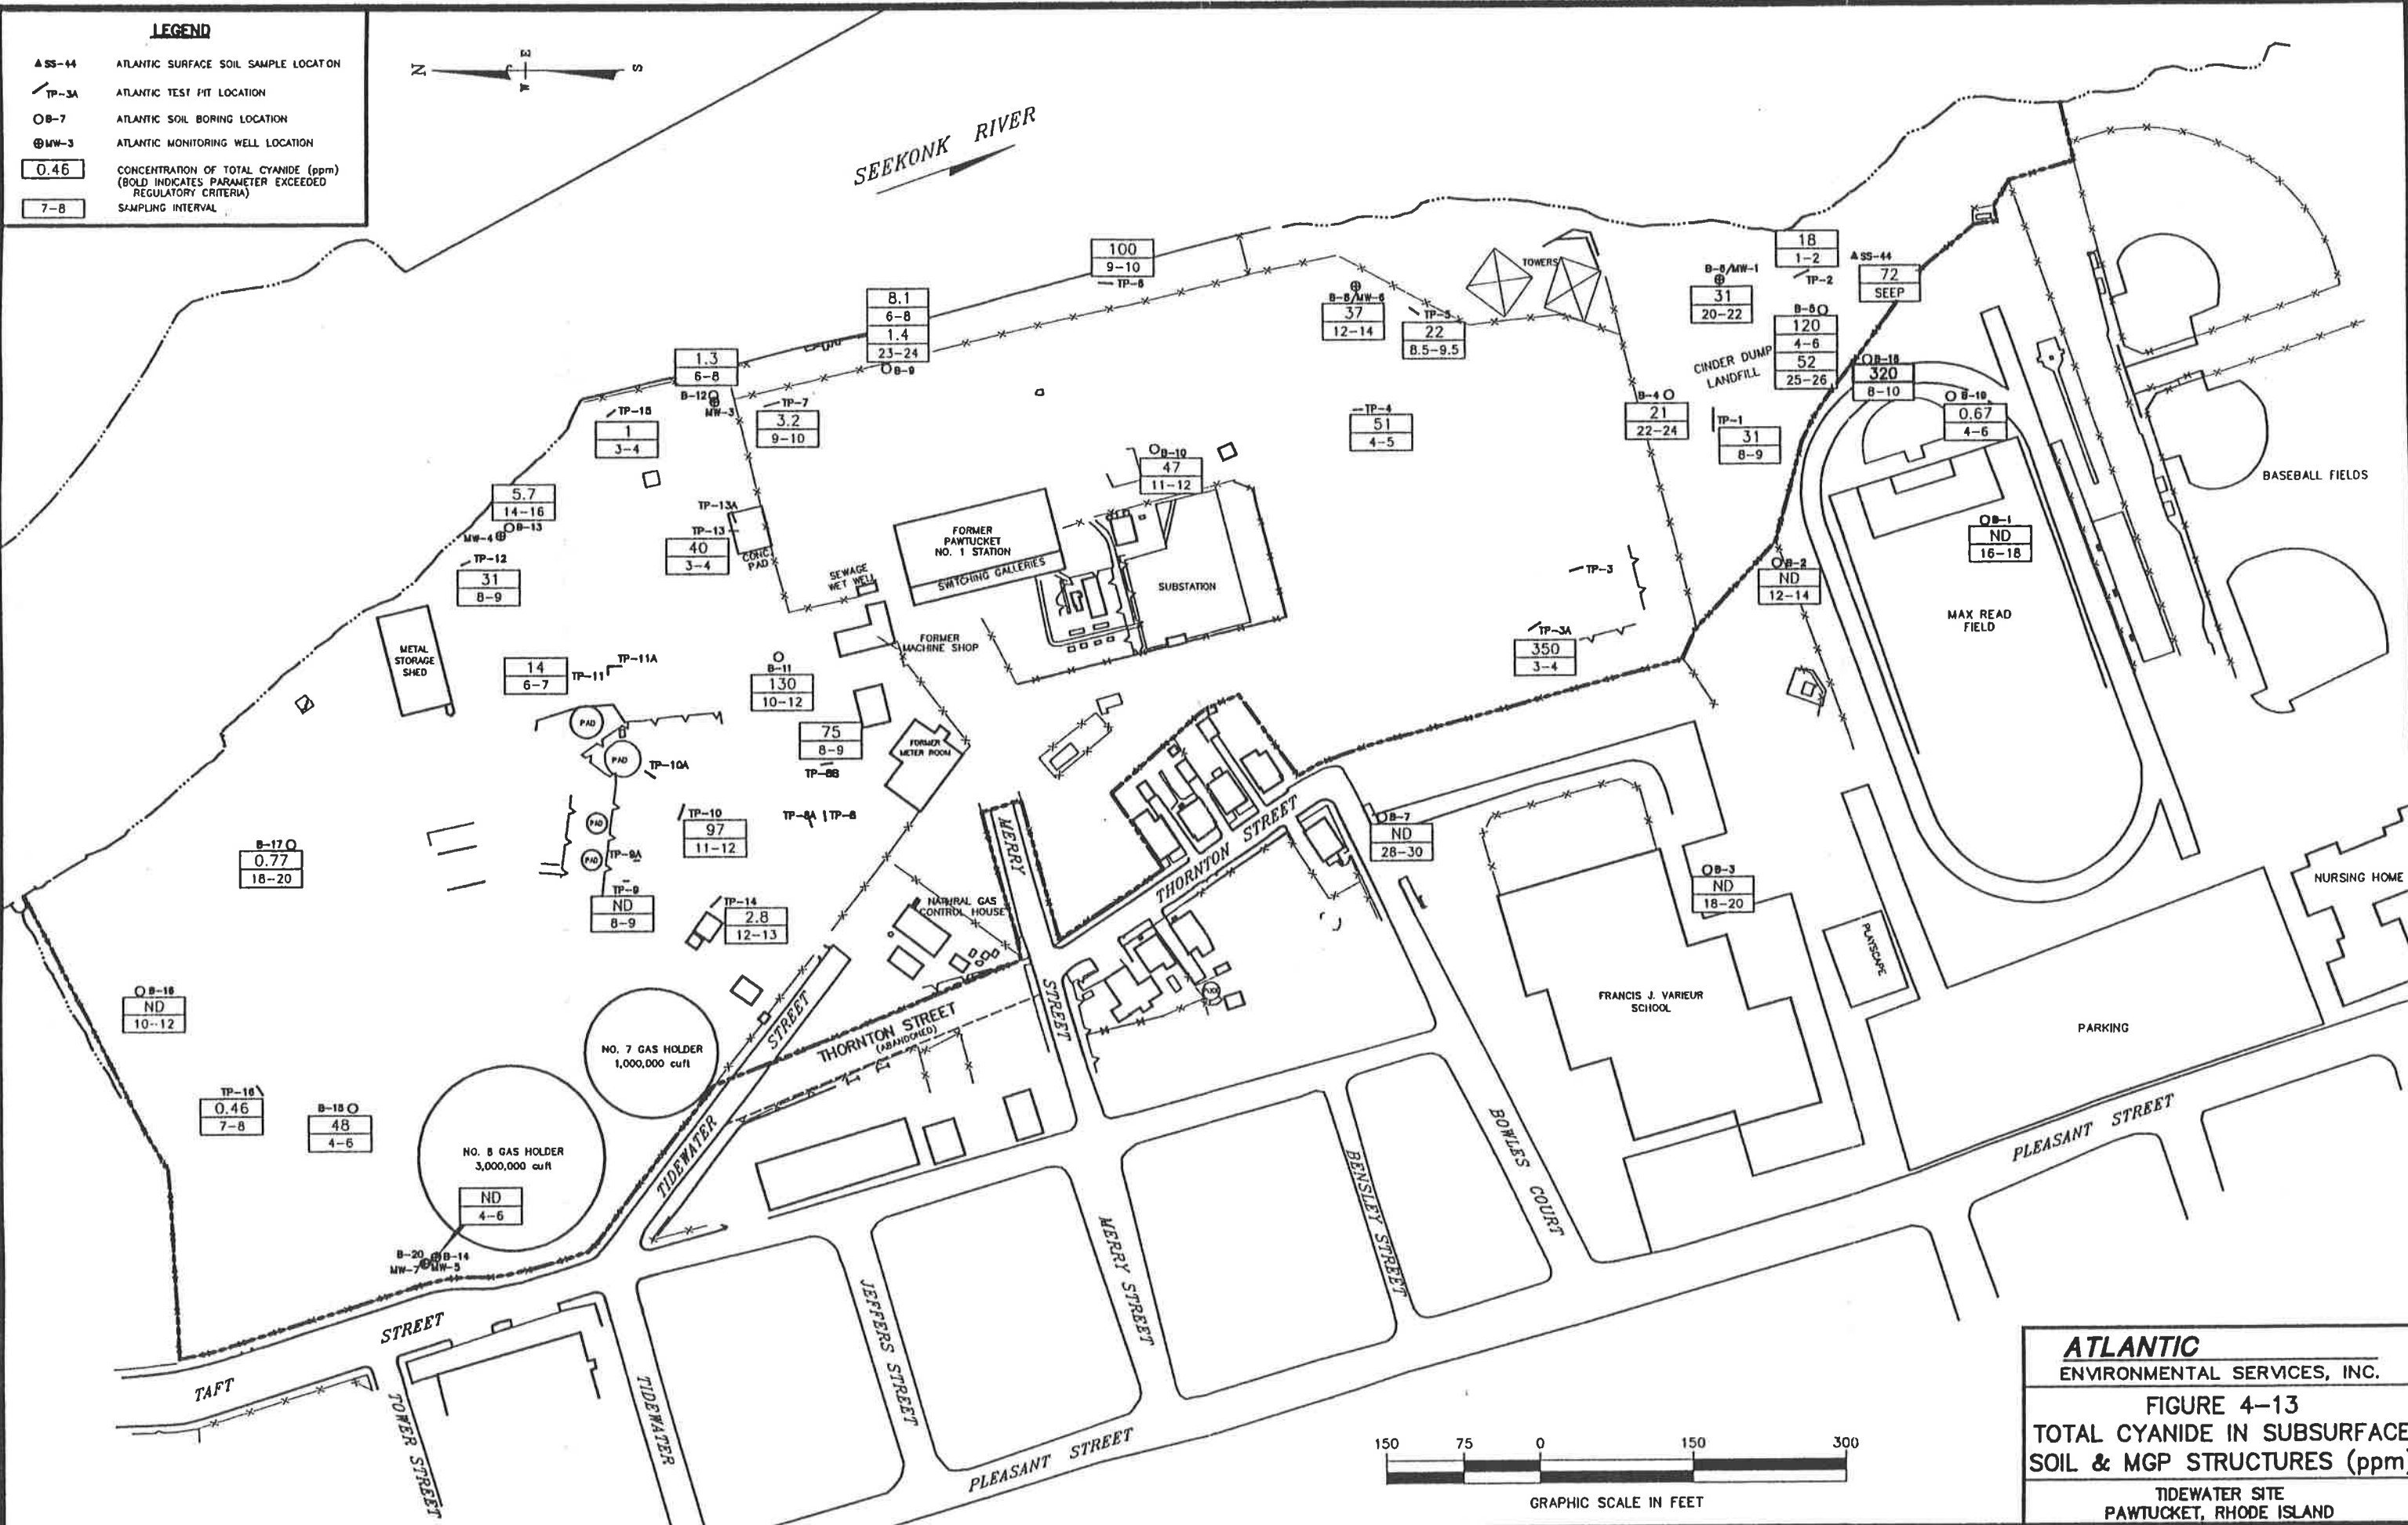 LEGEND
SS-44 ATLANTIC SURFACE SOIL SAMPLE LOCATON
TP-3A ATLANTIC TEST PIT LOCATION
B-7 ATLANTIC SOIL BORING LOCATION
MW-3 ATLANTIC MONITORING WELL LOCATION
0.46 CONCENTRATION OF TOTAL CYANIDE (ppm)
(BOLD INDICATES PARAMETER EXCEEDED
REGULATORY CRITERIA)
7-8 SAMPLING INTERVAL
N
E
W
S
SEEKONK RIVER
100
9-10
TP-6
8.1
6-8
1.4
23-24
B-9
1.3
6-8
B-12
MW-3
TP-7
3.2
9-10
TP-15
1
3-4
5.7
14-16
B-13
MW-4
TP-12
31
8-9
TP-13A
TP-13
40
3-4
CONC.
PAD
SEWAGE
WET WELL
FORMER
PAWTUCKET
NO. 1 STATION
SWITCHING GALLERIES
B-10
47
11-12
SUBSTATION
FORMER
MACHINE SHOP
TOWERS
37
12-14
TP-5
22
8.5-9.5
TP-4
51
4-5
MW-1
31
20-22
18
1-2
TP-2
SS-44
72
SEEP
120
4-6
52
25-26
CINDER DUMP
LANDFILL
B-18
320
8-10
B-19
0.67
4-6
B-4
21
22-24
TP-1
31
8-9
BASEBALL FIELDS
B-1
ND
16-18
B-2
ND
12-14
MAX READ
FIELD
TP-3
TP-3A
350
3-4
METAL
STORAGE
SHED
14
6-7
TP-11
TP-11A
B-11
130
10-12
75
8-9
TP-8B
FORMER
METER ROOM
PAD
PAD
TP-10A
TP-10
97
11-12
TP-8A
TP-8
PAD
PAD
TP-9A
TP-9
ND
8-9
TP-14
2.8
12-13
B-17
0.77
18-20
NATURAL GAS
CONTROL HOUSE
MERRY
STREET
THORNTON STREET
B-7
ND
28-30
B-3
ND
18-20
NURSING HOME
PLAYSCAPE
FRANCIS J. VARIEUR
SCHOOL
PARKING
B-16
ND
10-12
TP-16
0.46
7-8
B-15
48
4-6
NO. 7 GAS HOLDER
1,000,000 cuft
NO. 8 GAS HOLDER
3,000,000 cuft
ND
4-6
B-20
B-14
MW-7
MW-5
TIDEWATER STREET
THORNTON STREET
(ABANDONED)
TAFT STREET
TOWER STREET
TIDEWATER
JEFFERS STREET
MERRY STREET
BENSLEY STREET
BOWLES COURT
PLEASANT STREET
PLEASANT STREET
150 75 0 150 300
GRAPHIC SCALE IN FEET
ATLANTIC
ENVIRONMENTAL SERVICES, INC.
FIGURE 4-13
TOTAL CYANIDE IN SUBSURFACE
SOIL & MGP STRUCTURES (ppm)
TIDEWATER SITE
PAWTUCKET, RHODE ISLAND